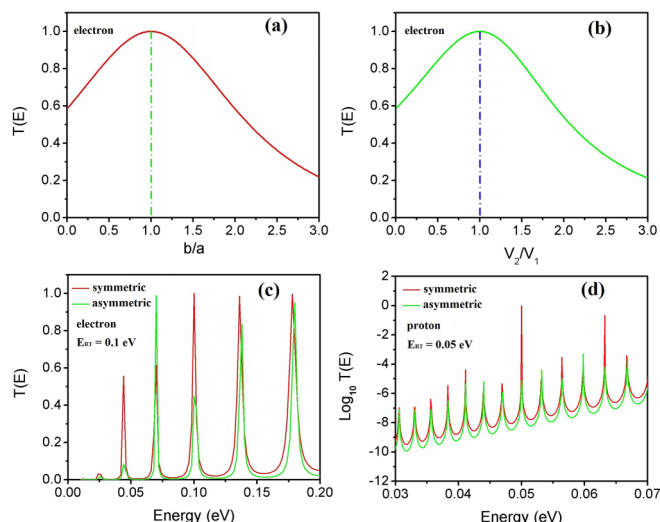 (a)
electron
T(E)
1.0
0.8
0.6
0.4
0.2
0.0
0.0 0.5 1.0 1.5 2.0 2.5 3.0
b/a
(b)
electron
T(E)
1.0
0.8
0.6
0.4
0.2
0.0
0.0 0.5 1.0 1.5 2.0 2.5 3.0
V₂/V₁
(c)
symmetric
asymmetric
electron
E_RT = 0.1 eV
T(E)
1.0
0.8
0.6
0.4
0.2
0.0
0.00 0.05 0.10 0.15 0.20
Energy (eV)
(d)
symmetric
asymmetric
proton
E_RT = 0.05 eV
Log₁₀ T(E)
2
0
-2
-4
-6
-8
-10
-12
0.03 0.04 0.05 0.06 0.07
Energy (eV)